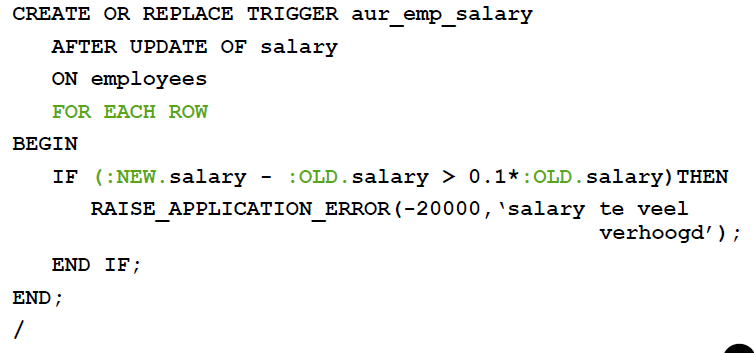 CREATE OR REPLACE TRIGGER aur_emp_salary
AFTER UPDATE OF salary
ON employees
FOR EACH ROW
BEGIN
IF (:NEW.salary - :OLD.salary > 0.1*:OLD.salary)THEN
RAISE_APPLICATION_ERROR(-20000,‘salary te veel
verhoogd’);
END IF;
END;
/